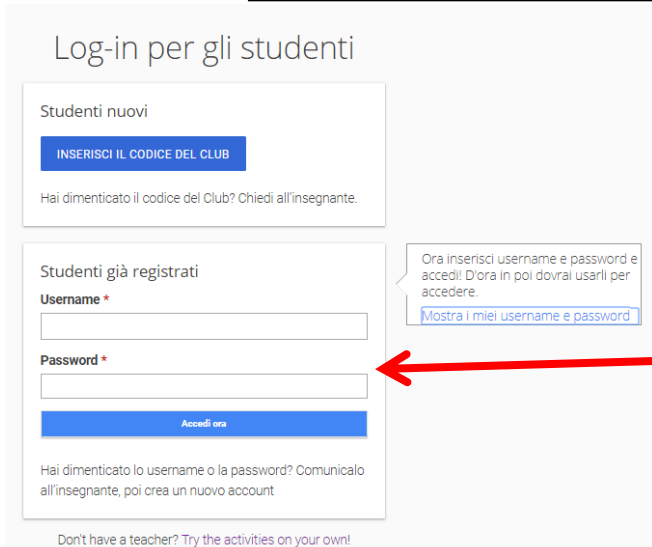 Log-in per gli studenti
Studenti nuovi
INSERISCI IL CODICE DEL CLUB
Hai dimenticato il codice del Club? Chiedi all'insegnante.
Studenti già registrati
Username *
Password *
Accedi ora
Hai dimenticato lo username o la password? Comunicalo
all'insegnante, poi crea un nuovo account
Ora inserisci username e password e
accedi! D'ora in poi dovrai usarli per
accedere.
Mostra i miei username e password
Don't have a teacher? Try the activities on your own!